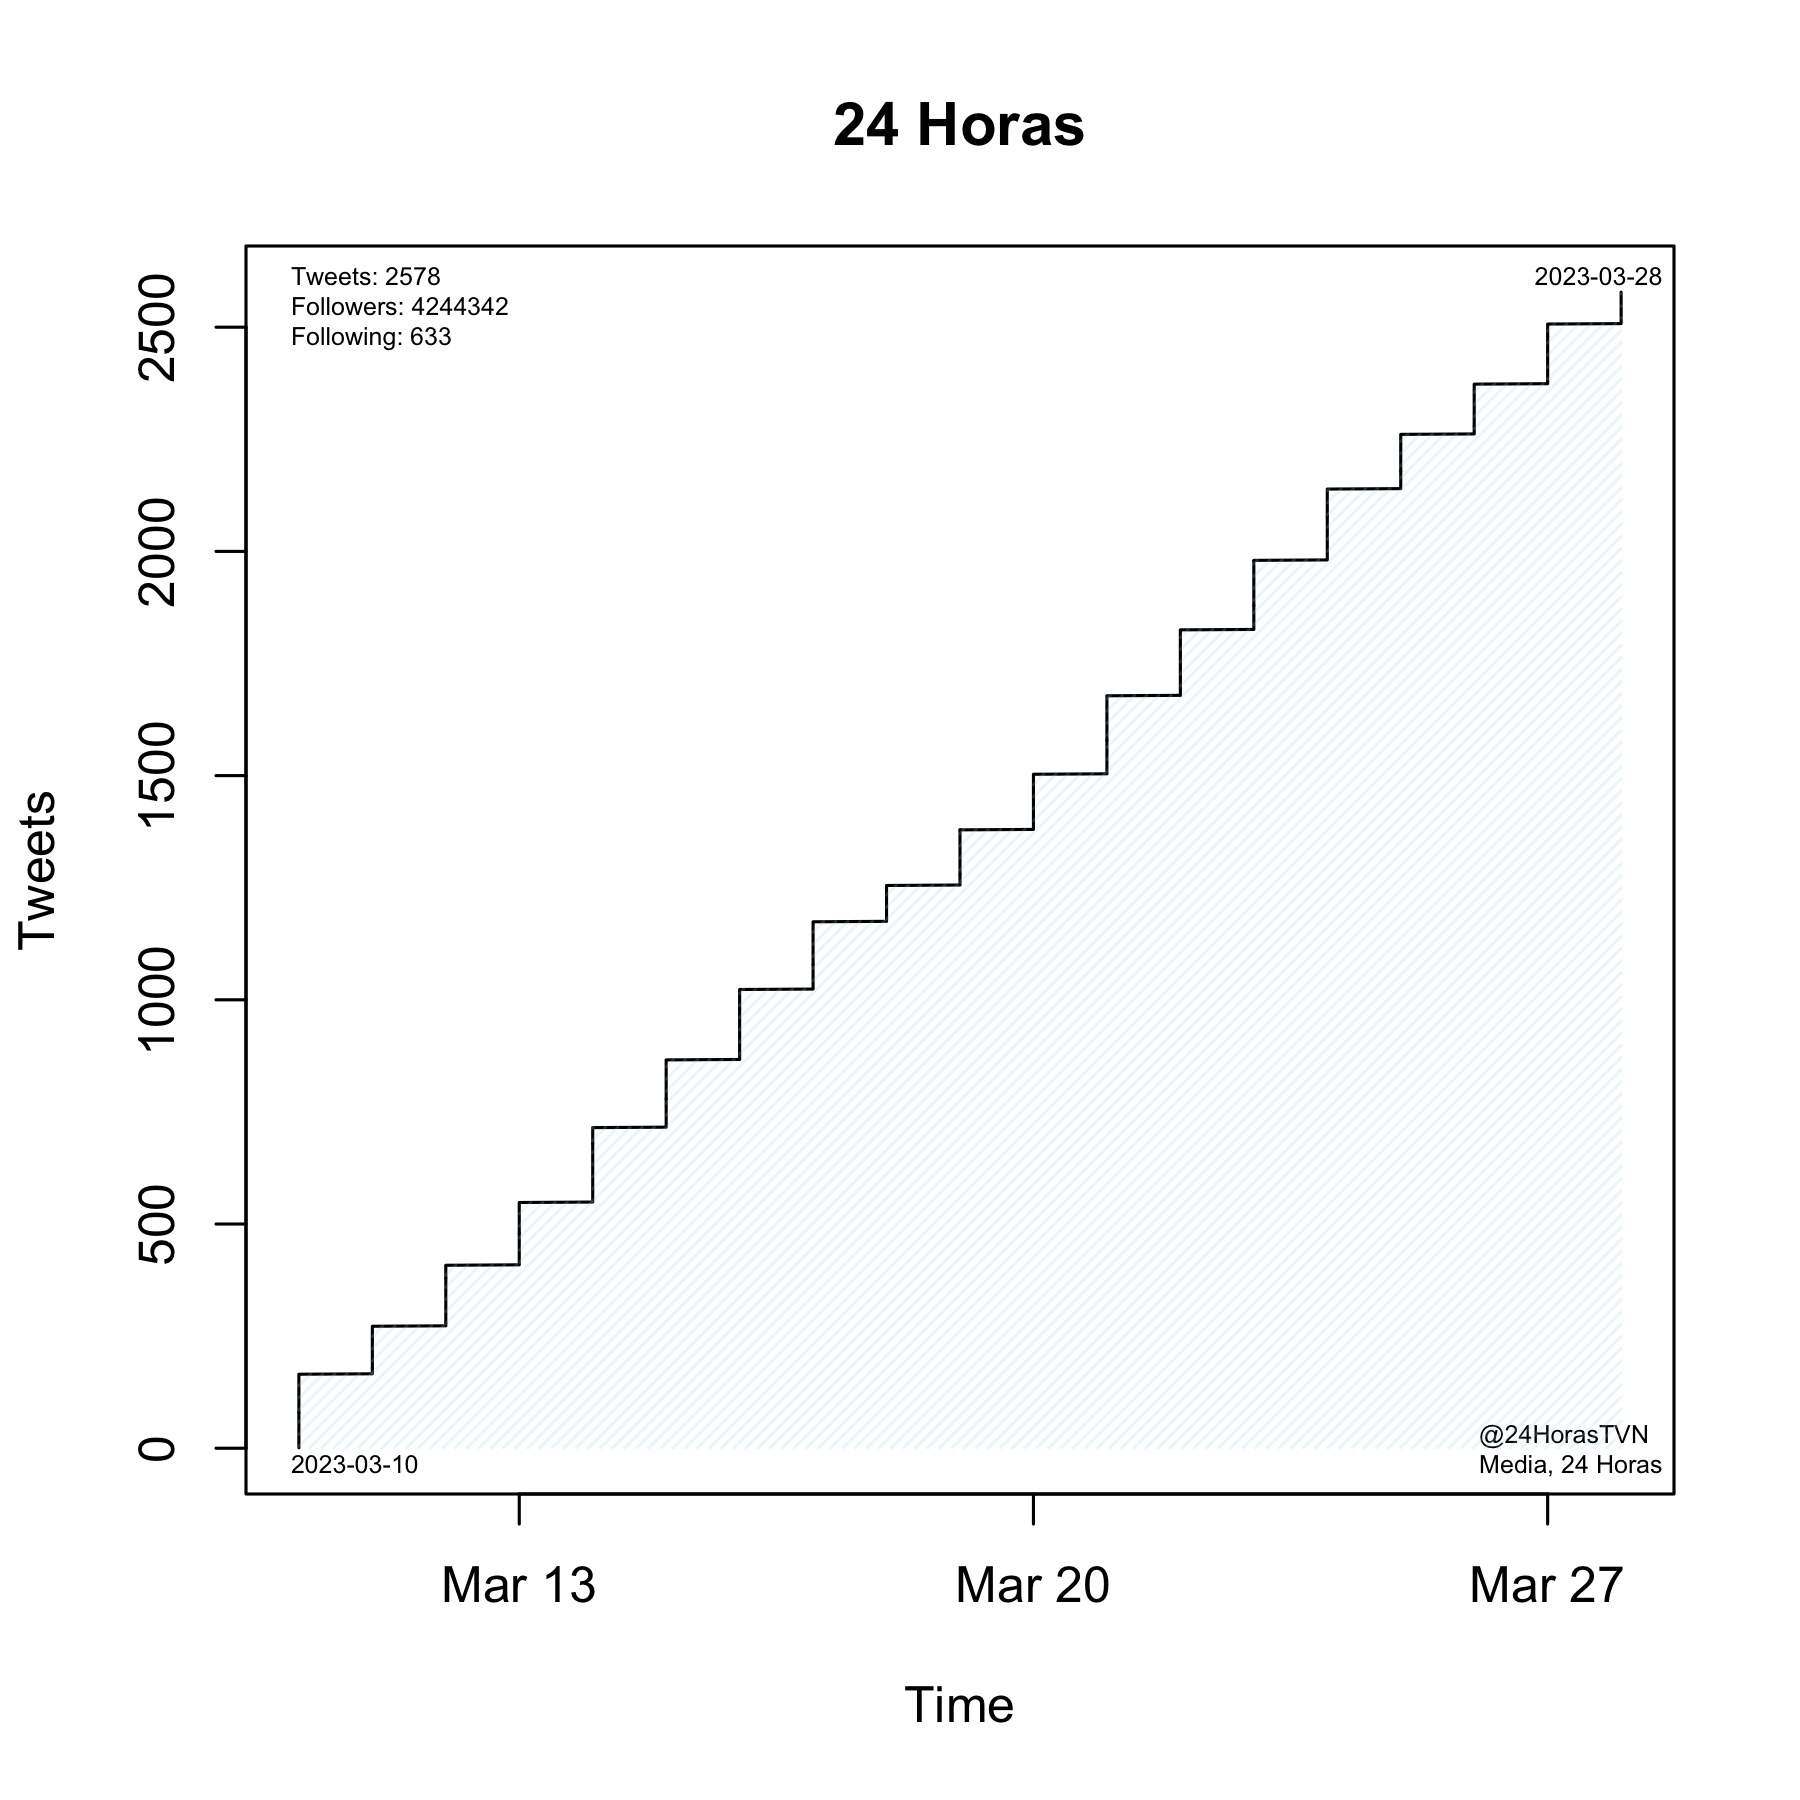 24 Horas
Tweets: 2578
Followers: 4244342
Following: 633
2023-03-28
2500
2000
1500
1000
500
0
Tweets
2023-03-10
@24HorasTVN
Media, 24 Horas
Mar 13
Mar 20
Mar 27
Time